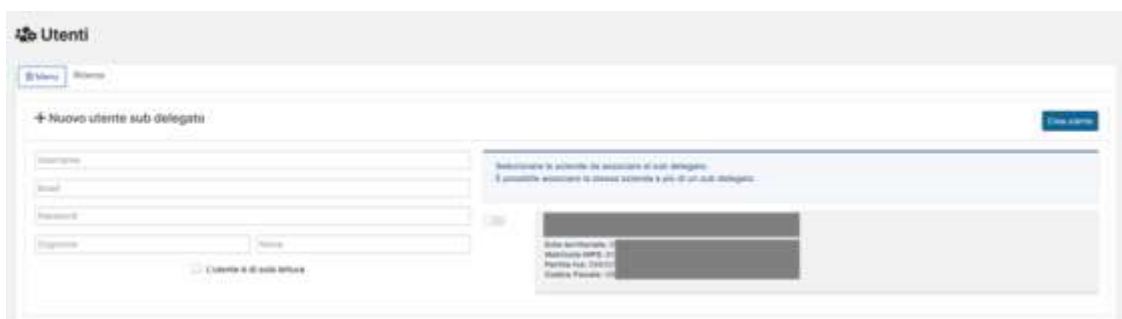 Utenti
Menu Ricerca
+ Nuovo utente sub delegato
Crea utente
Username
Email
Password
Cognome Nome
L'utente è di sola lettura
Selezionare le aziende da associare al sub delegato.
È possibile associare la stessa azienda a più di un sub delegato.
Ente territoriale:
Matricola INPS:
Partita Iva:
Codice Fiscale: